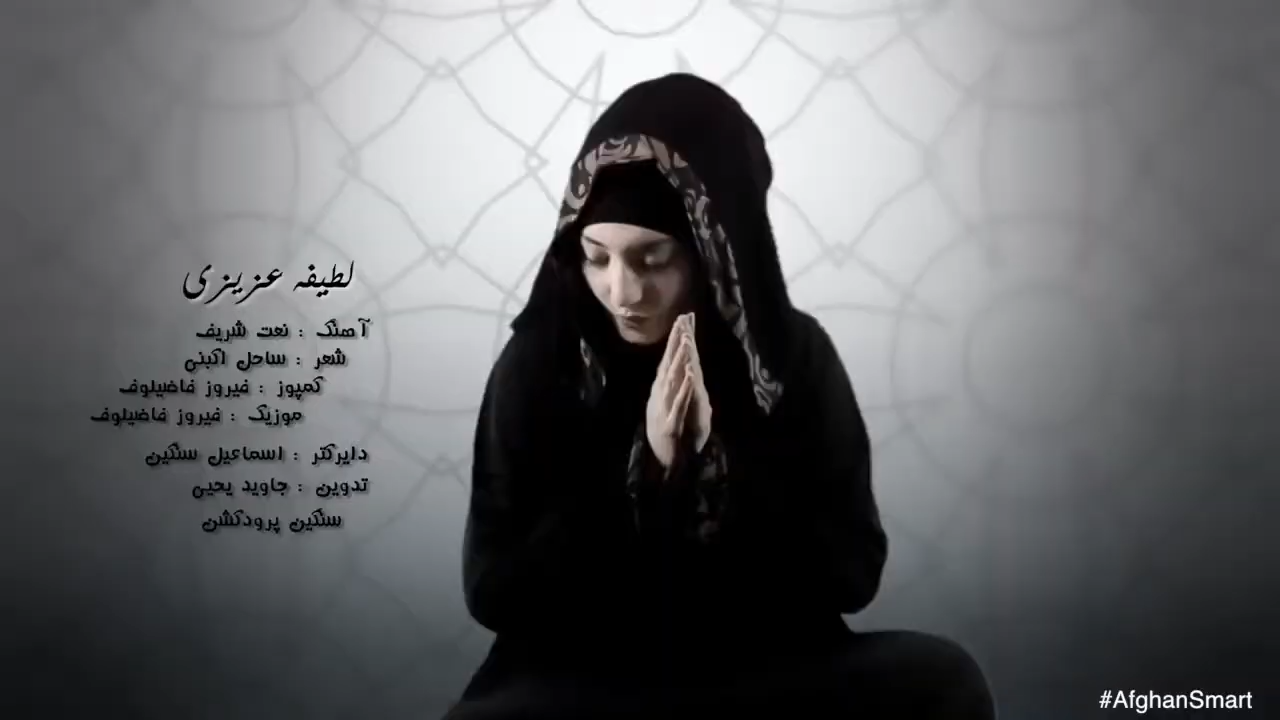 لطیفه عزیزی
آهنگ : نعت شریف
شعر : ساحل اکبنی
کمپوز : فیروز فاضیلوف
موزیک : فیروز فاضیلوف
دایرکتر : اسماعیل سنگین
تدوین : جاوید یحیی
سنگین پرودکشن
#AfghanSmart